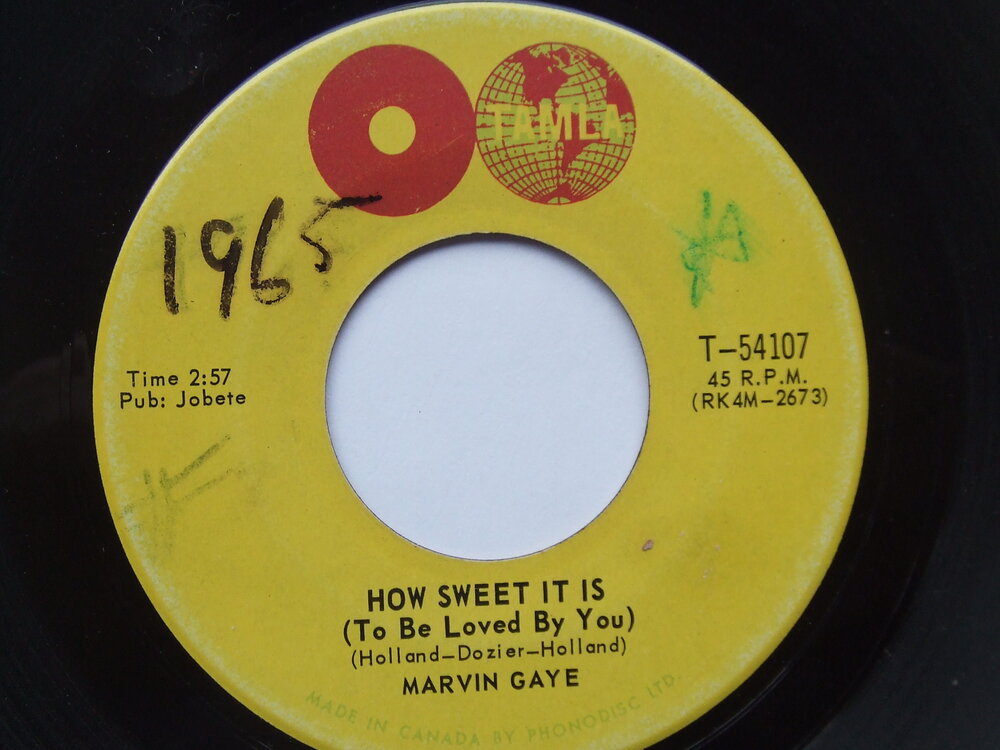 TAMLA
1965
T-54107
45 R.P.M.
(RK4M-2673)
Time 2:57
Pub: Jobete
HOW SWEET IT IS
(To Be Loved By You)
(Holland-Dozier-Holland)
MARVIN GAYE
MADE IN CANADA BY PHONODISC LTD.